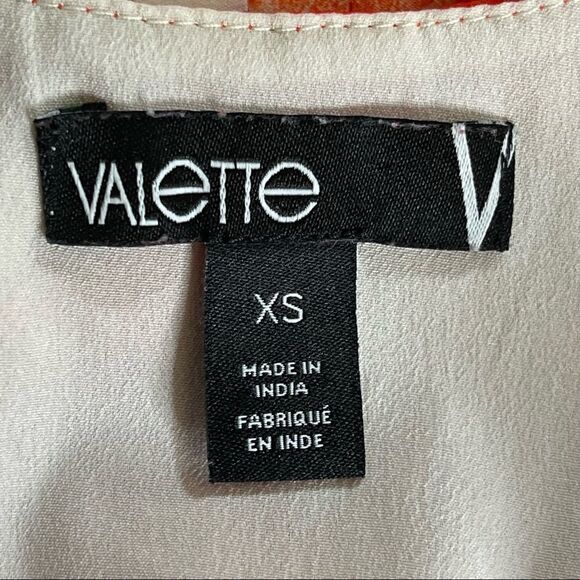 VALeTTe V
XS
MADE IN
INDIA
FABRIQUÉ
EN INDE